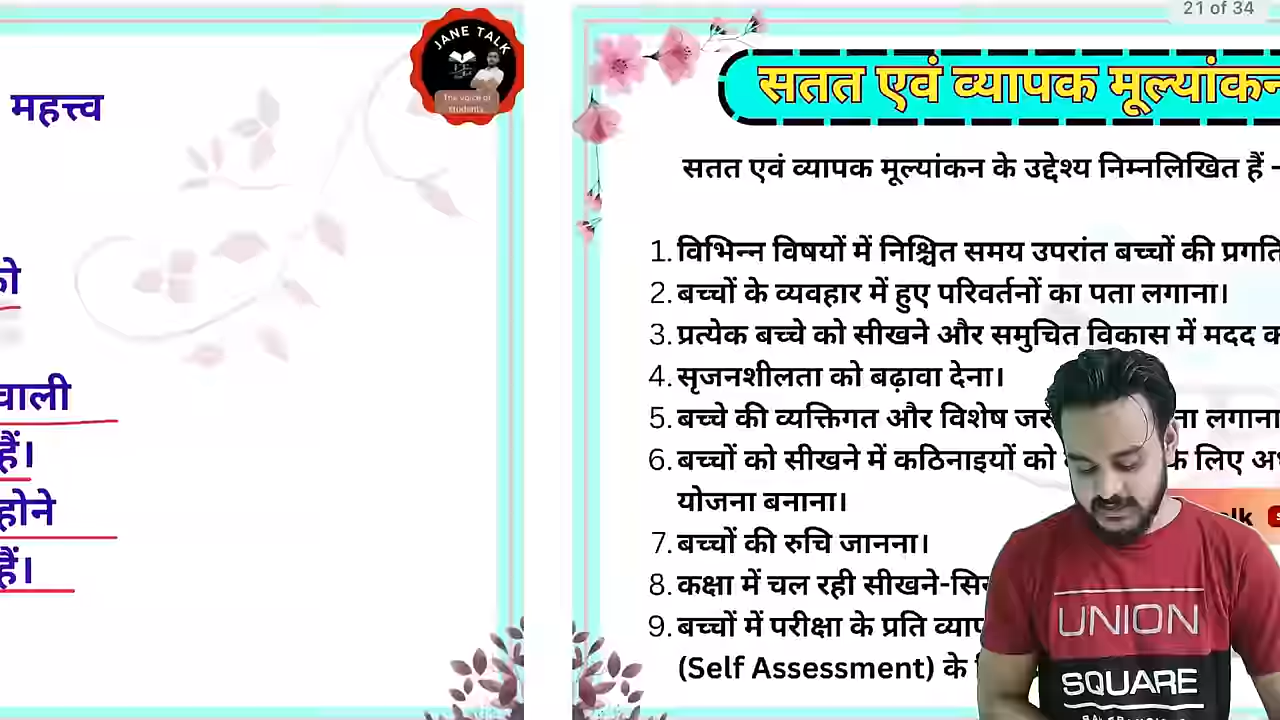 21 of 34
JANE TALK
The voice of
students
महत्त्व
को
वाली
हैं।
होने
हैं।
सतत एवं व्यापक मूल्यांकन
सतत एवं व्यापक मूल्यांकन के उद्देश्य निम्नलिखित हैं -
1. विभिन्न विषयों में निश्चित समय उपरांत बच्चों की प्रगति
2. बच्चों के व्यवहार में हुए परिवर्तनों का पता लगाना।
3. प्रत्येक बच्चे को सीखने और समुचित विकास में मदद
4. सृजनशीलता को बढ़ावा देना।
5. बच्चे की व्यक्तिगत और विशेष लगाना
6. बच्चों को सीखने में कठिनाइयों को के लिए
योजना बनाना।
7. बच्चों की रुचि जानना।
8. कक्षा में चल रही
9. बच्चों में परीक्षा के प्रति
(Self Assessment) के
UNION
SQUARE